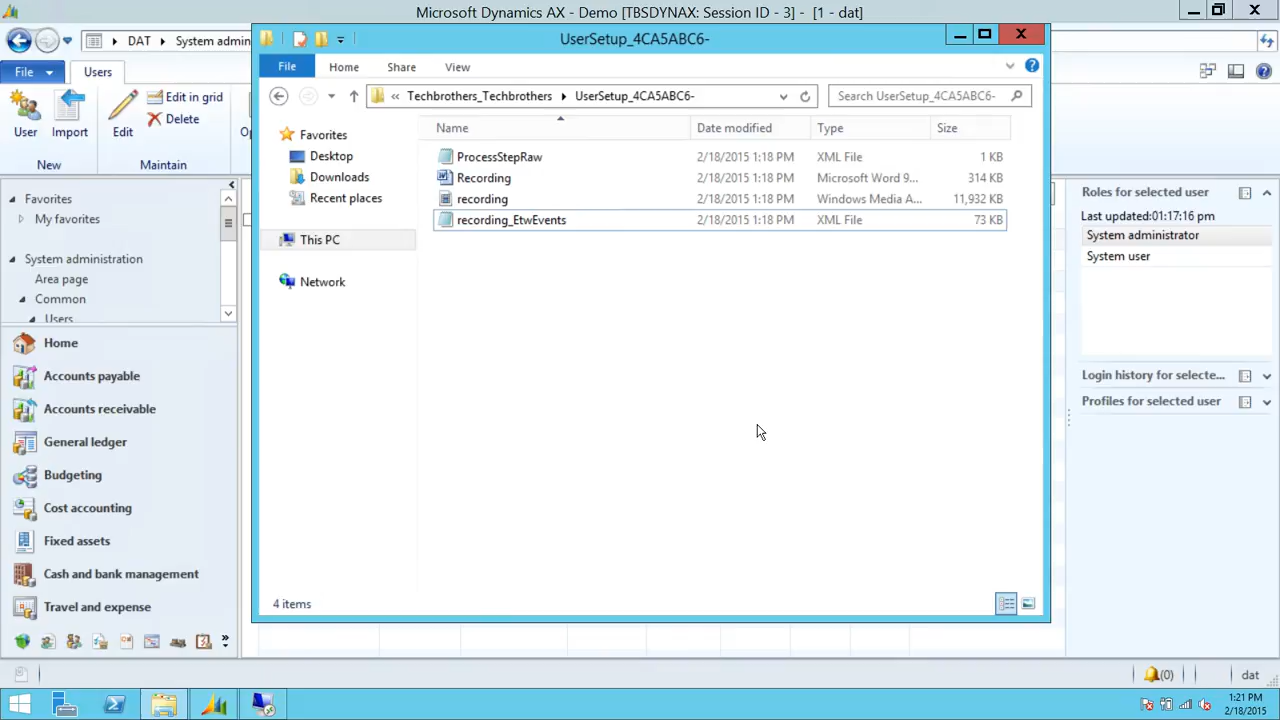 Microsoft Dynamics AX - Demo [TBSDYNAX: Session ID - 3] - [1 - dat]
DAT
System admin
File
Users
User
Import
New
Edit
Edit in grid
Delete
Maintain
Favorites
My favorites
System administration
Area page
Common
Users
Home
Accounts payable
Accounts receivable
General ledger
Budgeting
Cost accounting
Fixed assets
Cash and bank management
Travel and expense
UserSetup_4CA5ABC6-
File Home Share View
« Techbrothers_Techbrothers UserSetup_4CA5ABC6-
Search UserSetup_4CA5ABC6-
Favorites
Desktop
Downloads
Recent places
This PC
Network
Name Date modified Type Size
ProcessStepRaw 2/18/2015 1:18 PM XML File 1 KB
Recording 2/18/2015 1:18 PM Microsoft Word 9... 314 KB
recording 2/18/2015 1:18 PM Windows Media A... 11,932 KB
recording_EtwEvents 2/18/2015 1:18 PM XML File 73 KB
4 items
Roles for selected user
Last updated:01:17:16 pm
System administrator
System user
Login history for selecte...
Profiles for selected user
(0)
dat
1:21 PM
2/18/2015